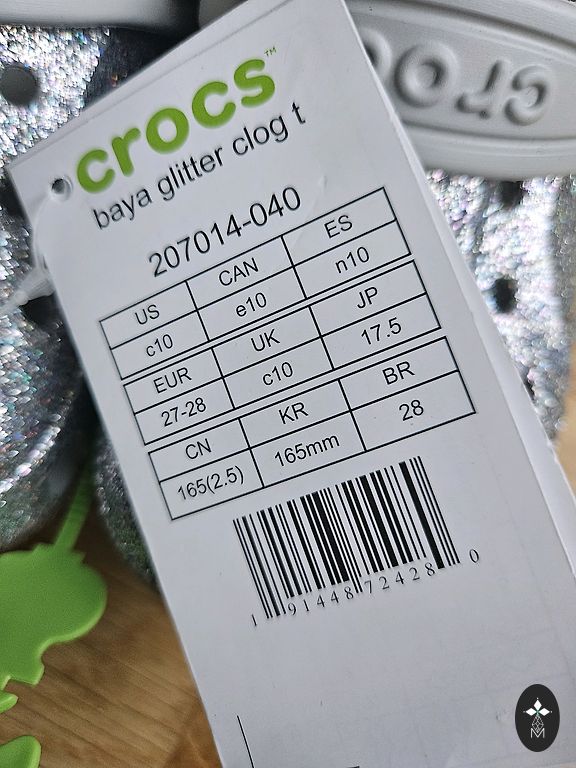 crocs™
baya glitter clog t
207014-040
US CAN ES
c10 e10 n10
EUR UK JP
27-28 c10 17.5
CN KR BR
165(2.5) 165mm 28
1 91448 72428 0
crocs
M